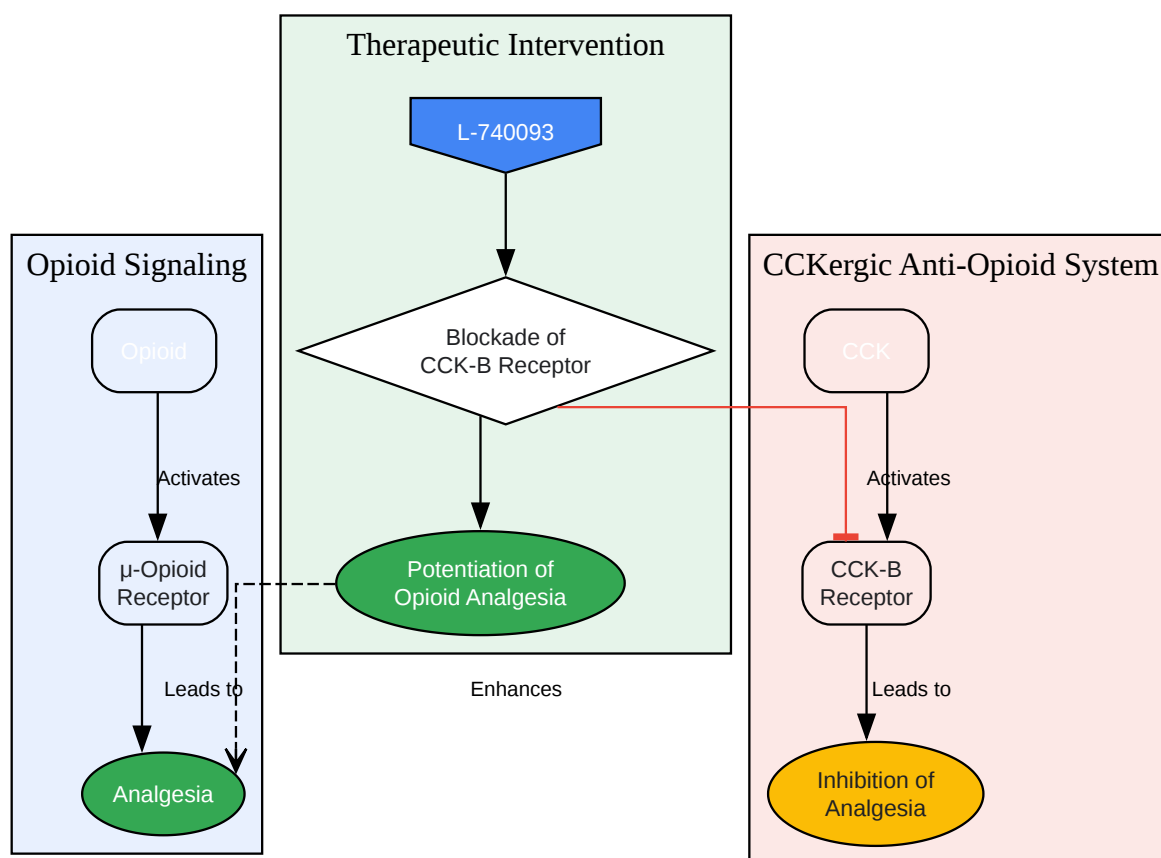 Therapeutic Intervention
L-740093
Blockade of
CCK-B Receptor
Potentiation of
Opioid Analgesia
Enhances
Opioid Signaling
Opioid
Activates
μ-Opioid
Receptor
Leads to
Analgesia
CCKergic Anti-Opioid System
CCK
Activates
CCK-B
Receptor
Leads to
Inhibition of
Analgesia